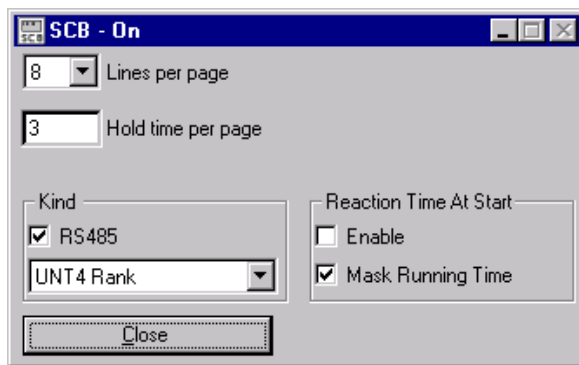 SCB
SCB - On
8 Lines per page
3 Hold time per page
Kind
RS485
UNT4 Rank
Reaction Time At Start
Enable
Mask Running Time
Close